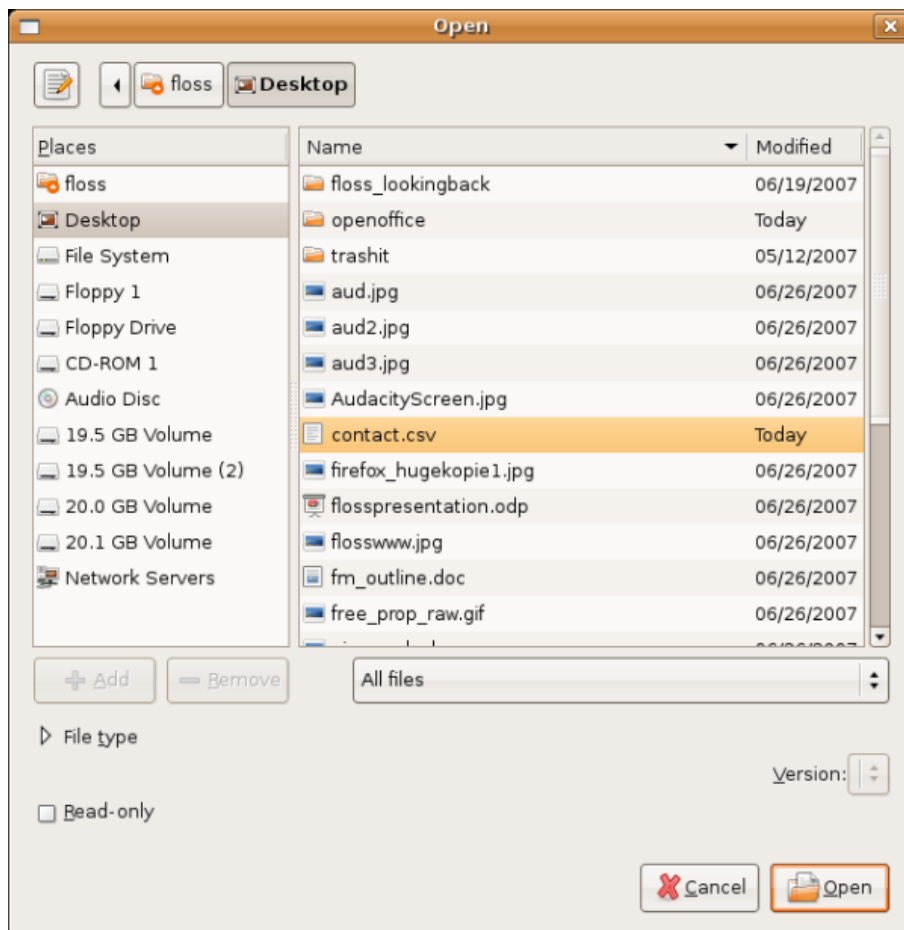 Open
floss Desktop
Places
floss
Desktop
File System
Floppy 1
Floppy Drive
CD-ROM 1
Audio Disc
19.5 GB Volume
19.5 GB Volume (2)
20.0 GB Volume
20.1 GB Volume
Network Servers
Name Modified
floss_lookingback 06/19/2007
openoffice Today
trashit 05/12/2007
aud.jpg 06/26/2007
aud2.jpg 06/26/2007
aud3.jpg 06/26/2007
AudacityScreen.jpg 06/26/2007
contact.csv Today
firefox_hugekopie1.jpg 06/26/2007
flosspresentation.odp 06/26/2007
flosswww.jpg 06/26/2007
fm_outline.doc 06/26/2007
free_prop_raw.gif 06/26/2007
Add Remove All files
File type
Version:
Read-only
Cancel Open